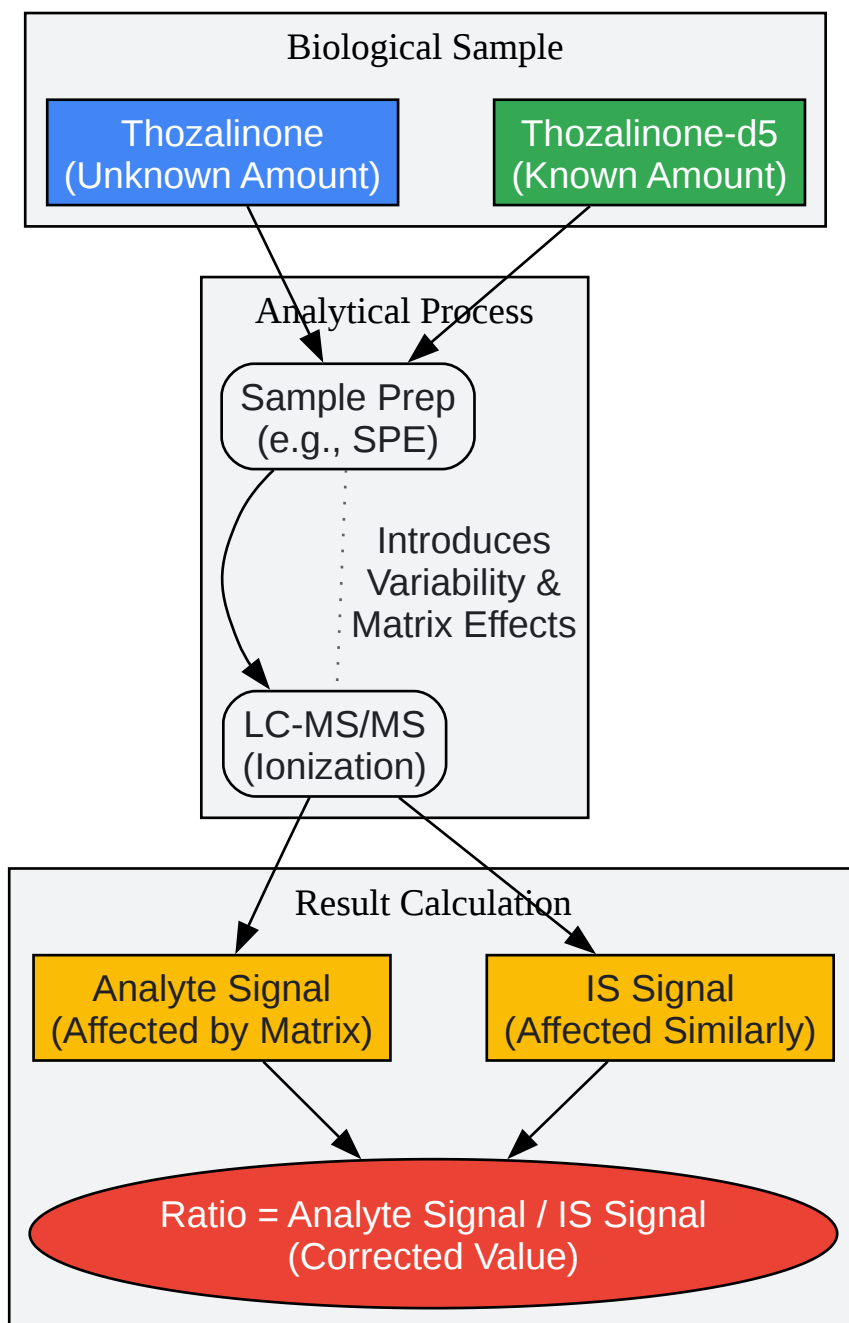 Biological Sample
Thozalinone
(Unknown Amount)
Thozalinone-d5
(Known Amount)
Analytical Process
Sample Prep
(e.g., SPE)
Introduces
Variability &
Matrix Effects
LC-MS/MS
(Ionization)
Result Calculation
Analyte Signal
(Affected by Matrix)
IS Signal
(Affected Similarly)
Ratio = Analyte Signal / IS Signal
(Corrected Value)